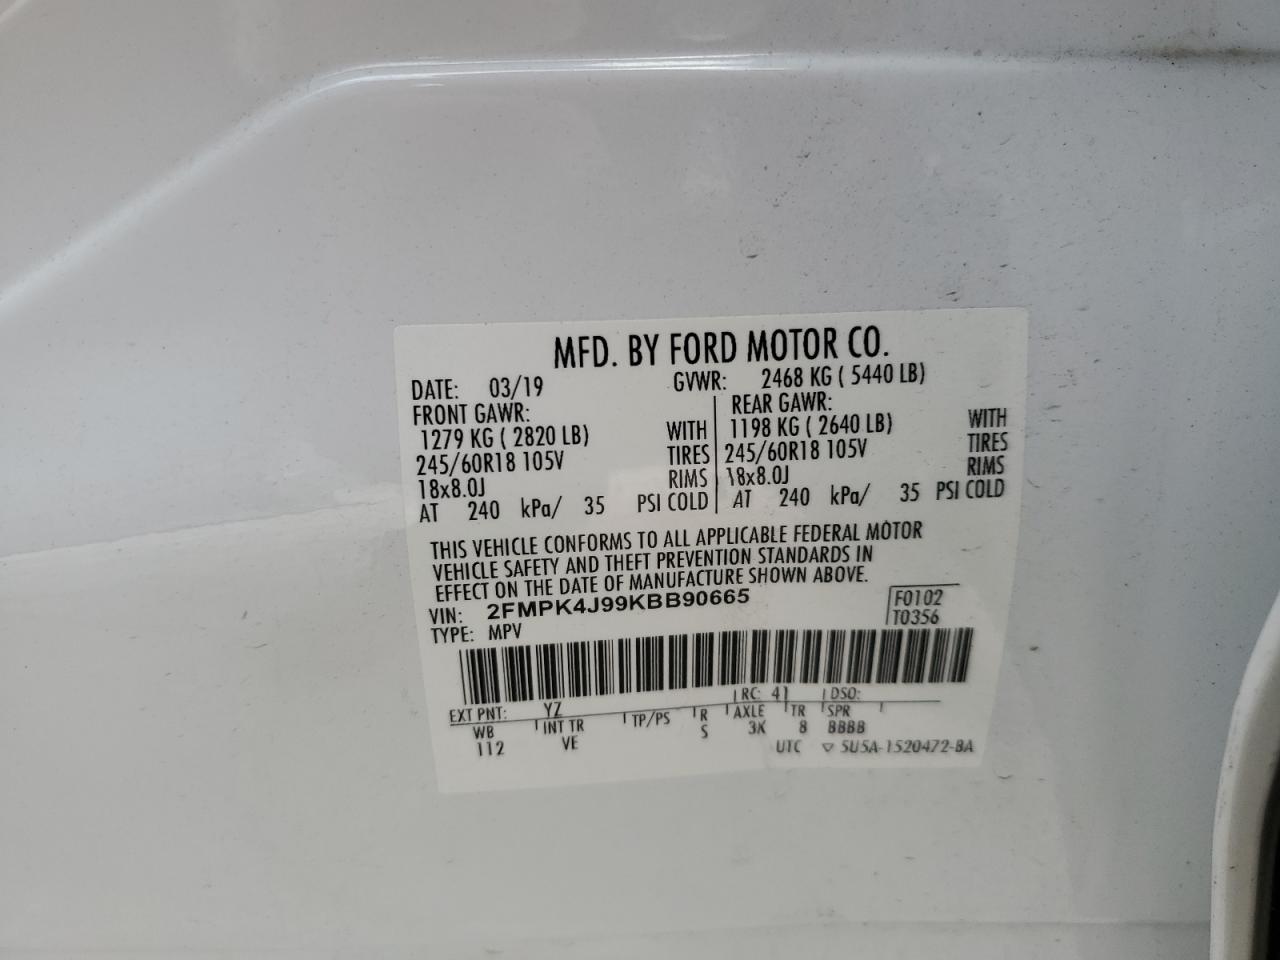 MFD. BY FORD MOTOR CO.
DATE: 03/19 GVWR: 2468 KG ( 5440 LB)
FRONT GAWR: REAR GAWR:
1279 KG ( 2820 LB) WITH 1198 KG ( 2640 LB) WITH
245/60R18 105V TIRES 245/60R18 105V TIRES
18x8.0J RIMS 18x8.0J RIMS
AT 240 kPa/ 35 PSI COLD AT 240 kPa/ 35 PSI COLD
THIS VEHICLE CONFORMS TO ALL APPLICABLE FEDERAL MOTOR
VEHICLE SAFETY AND THEFT PREVENTION STANDARDS IN
EFFECT ON THE DATE OF MANUFACTURE SHOWN ABOVE.
VIN: 2FMPK4J99KBB90665 F0102
TYPE: MPV T0356
EXT PNT: YZ RC: 41 DSO:
WB INT TR TP/PS R AXLE TR SPR
112 VE S 3K 8 BBBB
UTC ▽ 5U5A-1520472-BA